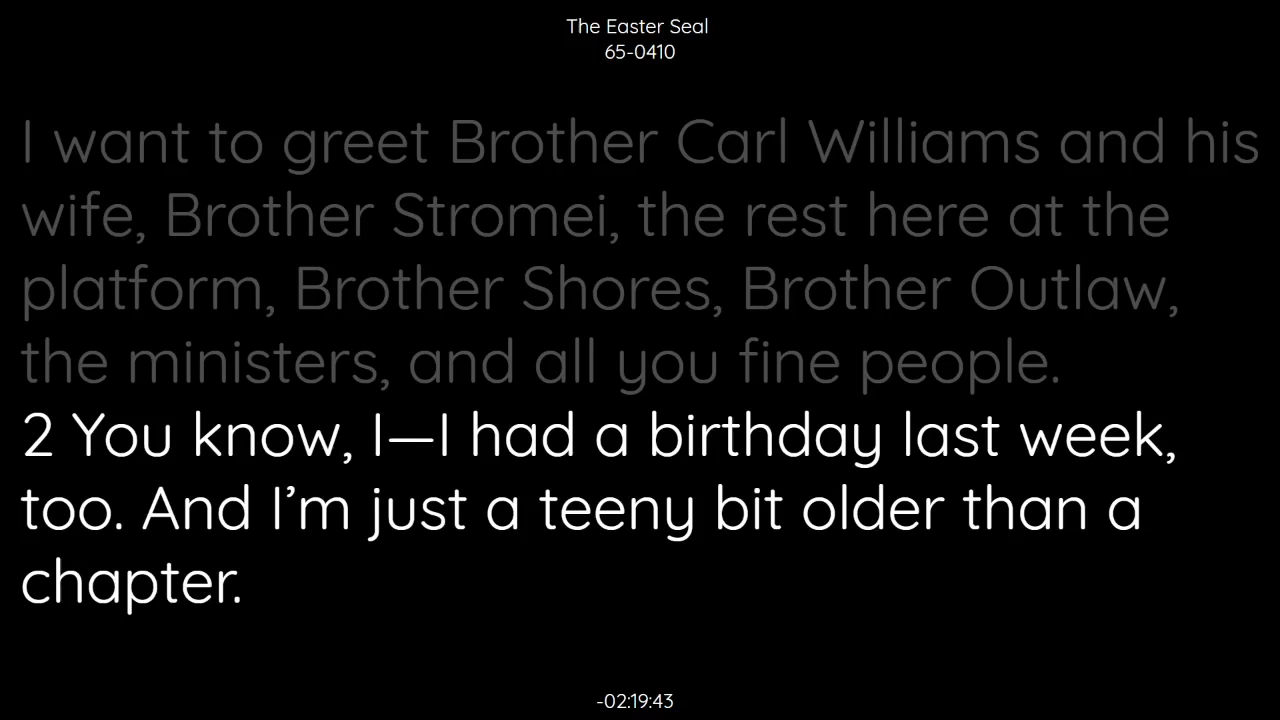 The Easter Seal
65-0410
I want to greet Brother Carl Williams and his
wife, Brother Stromei, the rest here at the
platform, Brother Shores, Brother Outlaw,
the ministers, and all you fine people.
2 You know, I—I had a birthday last week,
too. And I’m just a teeny bit older than a
chapter.
-02:19:43